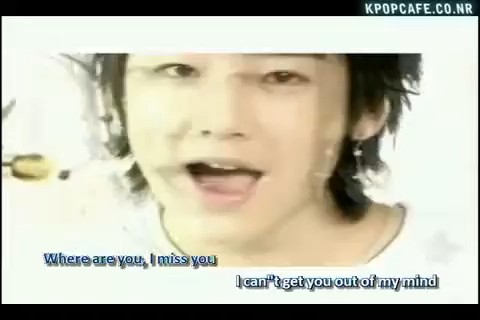 KPOPCAFE.CO.NR
Where are you, I miss you
I can"t get you out of my mind